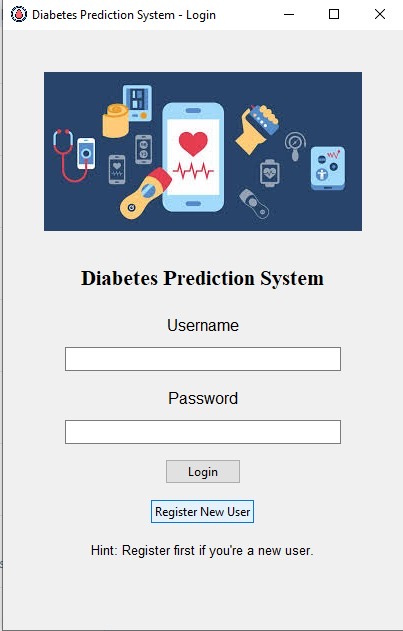 Diabetes Prediction System - Login
Diabetes Prediction System
Username
Password
Login
Register New User
Hint: Register first if you're a new user.